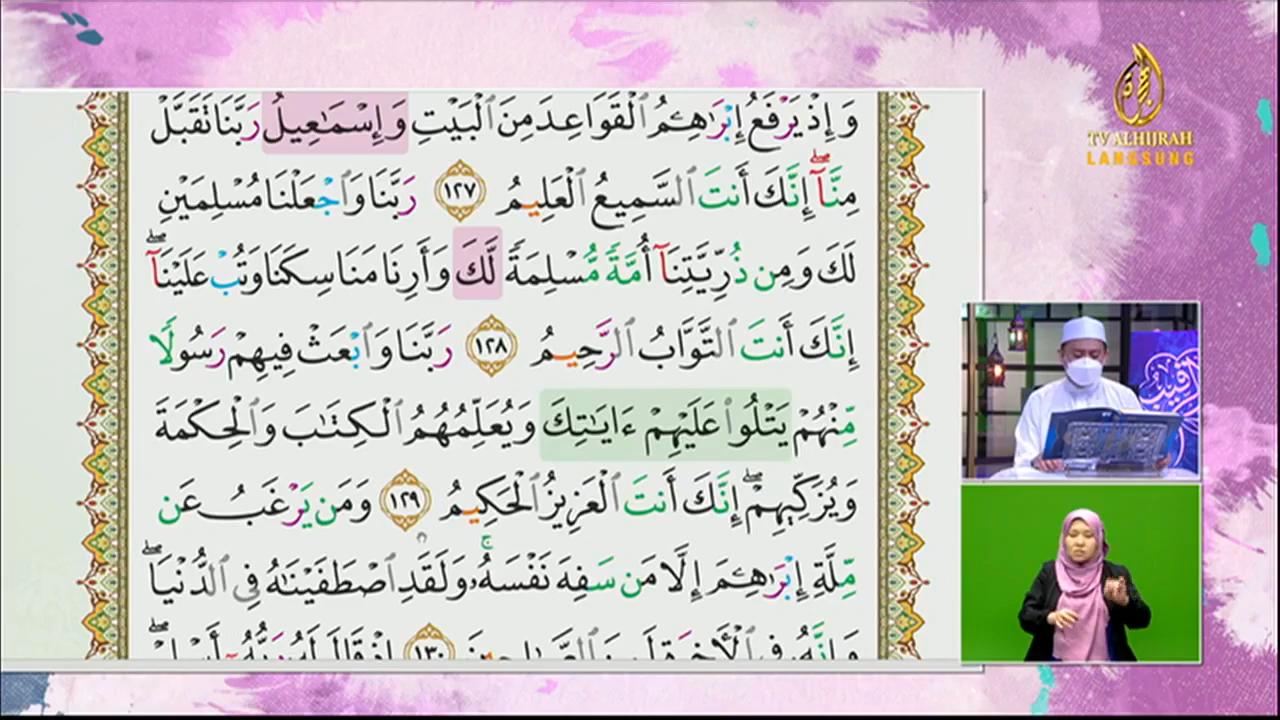 وَإِذْ يَرْفَعُ إِبْرَٰهِـۧمُ ٱلْقَوَاعِدَ مِنَ ٱلْبَيْتِ وَإِسْمَٰعِيلُ رَبَّنَا تَقَبَّلْ
مِنَّآ ۖ إِنَّكَ أَنتَ ٱلسَّمِيعُ ٱلْعَلِيمُ ١٢٧ رَبَّنَا وَٱجْعَلْنَا مُسْلِمَيْنِ
لَكَ وَمِن ذُرِّيَّتِنَآ أُمَّةً مُّسْلِمَةً لَّكَ وَأَرِنَا مَنَاسِكَنَا وَتُبْ عَلَيْنَآ ۖ
إِنَّكَ أَنتَ ٱلتَّوَّابُ ٱلرَّحِيمُ ١٢٨ رَبَّنَا وَٱبْعَثْ فِيهِمْ رَسُولًا
مِّنْهُمْ يَتْلُوا۟ عَلَيْهِمْ ءَايَٰتِكَ وَيُعَلِّمُهُمُ ٱلْكِتَٰبَ وَٱلْحِكْمَةَ
وَيُزَكِّيهِمْ ۖ إِنَّكَ أَنتَ ٱلْعَزِيزُ ٱلْحَكِيمُ ١٢٩ وَمَن يَرْغَبُ عَن
مِّلَّةِ إِبْرَٰهِـۧمَ إِلَّا مَن سَفِهَ نَفْسَهُۥ ۚ وَلَقَدِ ٱصْطَفَيْنَٰهُ فِى ٱلدُّنْيَا ۖ
TV ALHIJRAH
LANGSUNG